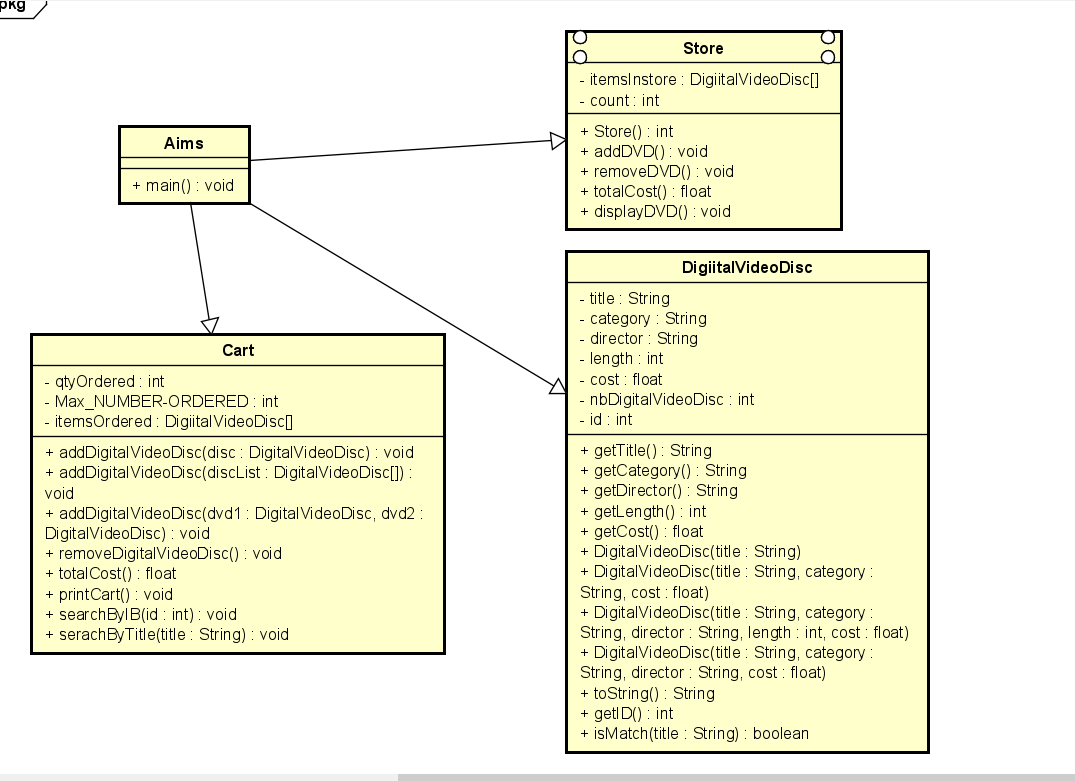 pkg
Store
- itemsInstore : DigiitalVideoDisc[]
- count : int
+ Store() : int
+ addDVD() : void
+ removeDVD() : void
+ totalCost() : float
+ displayDVD() : void
Aims
+ main() : void
DigiitalVideoDisc
- title : String
- category : String
- director : String
- length : int
- cost : float
- nbDigitalVideoDisc : int
- id : int
+ getTitle() : String
+ getCategory() : String
+ getDirector() : String
+ getLength() : int
+ getCost() : float
+ DigitalVideoDisc(title : String)
+ DigitalVideoDisc(title : String, category :
String, cost : float)
+ DigitalVideoDisc(title : String, category :
String, director : String, length : int, cost : float)
+ DigitalVideoDisc(title : String, category :
String, director : String, cost : float)
+ toString() : String
+ getID() : int
+ isMatch(title : String) : boolean
Cart
- qtyOrdered : int
- Max_NUMBER-ORDERED : int
- itemsOrdered : DigiitalVideoDisc[]
+ addDigitalVideoDisc(disc : DigitalVideoDisc) : void
+ addDigitalVideoDisc(discList : DigitalVideoDisc[]) :
void
+ addDigitalVideoDisc(dvd1 : DigitalVideoDisc, dvd2 :
DigitalVideoDisc) : void
+ removeDigitalVideoDisc() : void
+ totalCost() : float
+ printCart() : void
+ searchByIB(id : int) : void
+ serachByTitle(title : String) : void